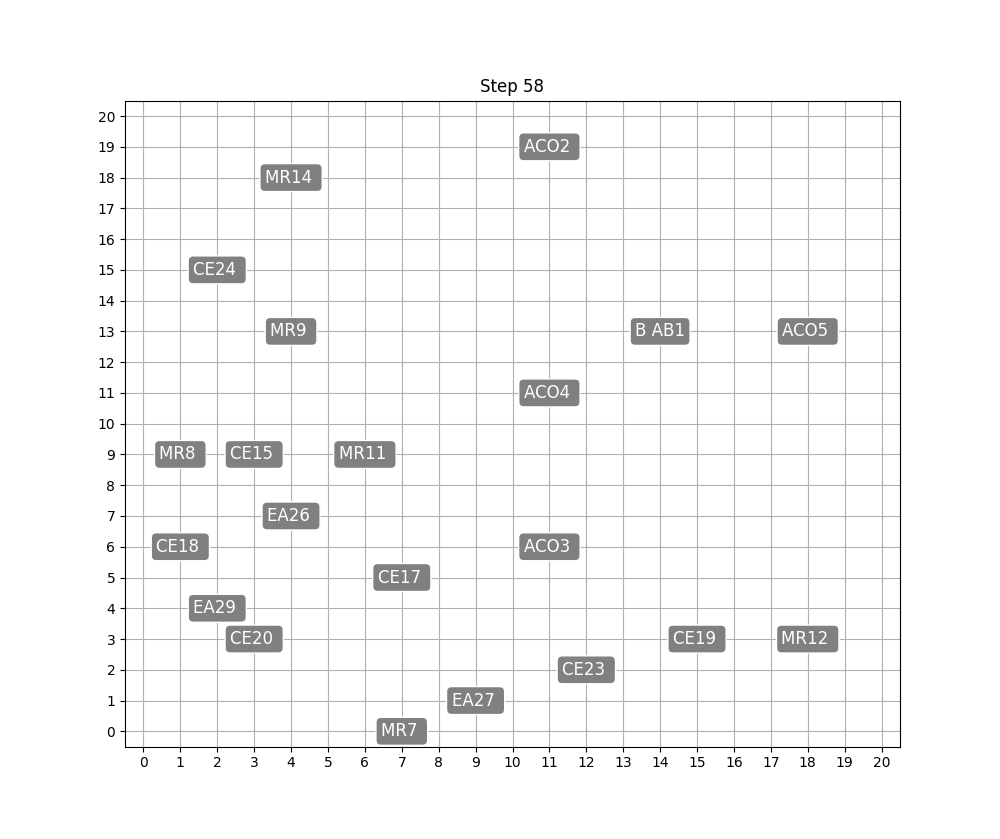 Step 58
20
19
18
17
16
15
14
13
12
11
10
9
8
7
6
5
4
3
2
1
0
ACO2
MR14
CE24
MR9
B AB1
ACO5
ACO4
MR8
CE15
MR11
EA26
CE18
ACO3
CE17
EA29
CE20
CE19
MR12
CE23
EA27
MR7
0 1 2 3 4 5 6 7 8 9 10 11 12 13 14 15 16 17 18 19 20